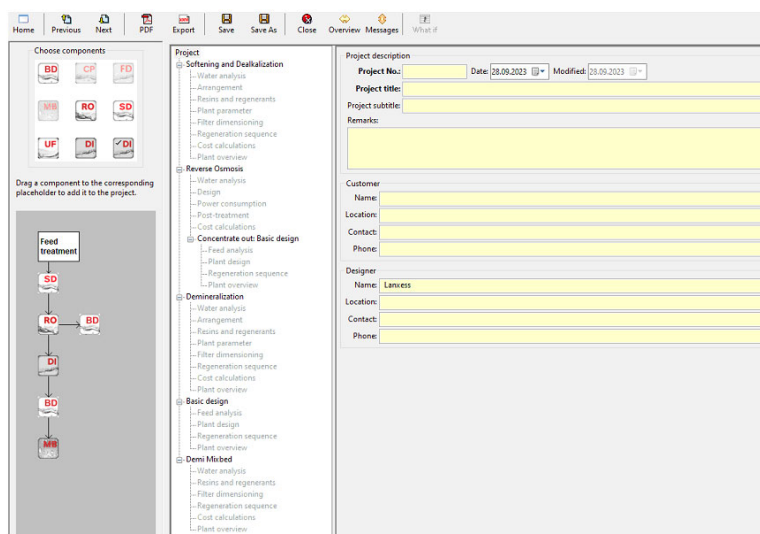 Home Previous Next PDF Export Save Save As Close Overview Messages What if
Choose components
BD CP FD
MB RO SD
UF DI DI
Drag a component to the corresponding
placeholder to add it to the project.
Feed
treatment
SD
RO BD
DI
BD
MB
Project
Softening and Dealkalization
Water analysis
Arrangement
Resins and regenerants
Plant parameter
Filter dimensioning
Regeneration sequence
Cost calculations
Plant overview
Reverse Osmosis
Water analysis
Design
Power consumption
Post-treatment
Cost calculations
Concentrate out: Basic design
Feed analysis
Plant design
Regeneration sequence
Plant overview
Demineralization
Water analysis
Arrangement
Resins and regenerants
Plant parameter
Filter dimensioning
Regeneration sequence
Cost calculations
Plant overview
Basic design
Feed analysis
Plant design
Regeneration sequence
Plant overview
Demi Mixbed
Water analysis
Resins and regenerants
Filter dimensioning
Regeneration sequence
Cost calculations
Plant overview
Project description
Project No.: Date: 28.09.2023 Modified: 28.09.2023
Project title:
Project subtitle:
Remarks:
Customer
Name:
Location:
Contact:
Phone:
Designer
Name: Lanxess
Location:
Contact:
Phone: